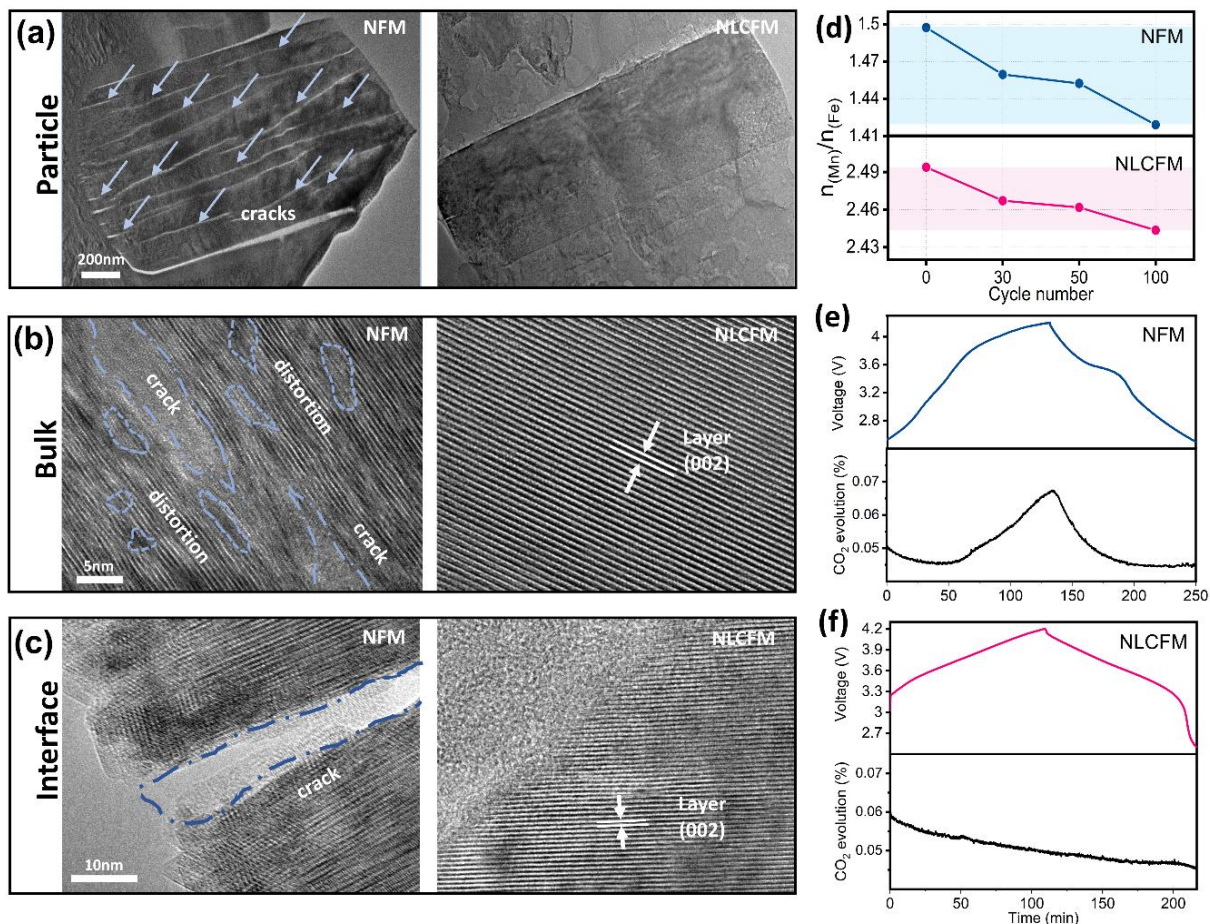 (a)
Particle
NFM
cracks
200nm
NLCFM
(b)
Bulk
NFM
crack
distortion
distortion
crack
5nm
NLCFM
Layer
(002)
(c)
Interface
NFM
crack
10nm
NLCFM
Layer
(002)
(d)
n(Mn)/n(Fe)
1.5
1.47
1.44
1.41
NFM
2.49
2.46
2.43
NLCFM
0 30 50 100
Cycle number
(e)
NFM
Voltage (V)
4
3.6
3.2
2.8
CO₂ evolution (%)
0.07
0.05
0 50 100 150 200 250
(f)
NLCFM
Voltage (V)
4.2
3.9
3.6
3.3
3
2.7
CO₂ evolution (%)
0.07
0.06
0.05
0 50 100 150 200
Time (min)